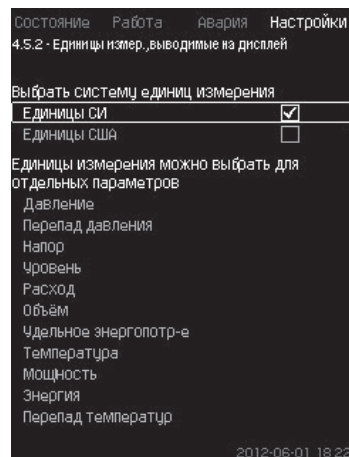 Состояние Работа Авария Настройки
4.5.2 - Единицы измер.,выводимые на дисплей
Выбрать систему единиц измерения
Единицы СИ
Единицы США
Единицы измерения можно выбрать для
отдельных параметров
Давление
Перепад давления
Напор
Уровень
Расход
Объём
Удельное энергопотр-е
Температура
Мощность
Энергия
Перепад температур
2012-06-01 18:22